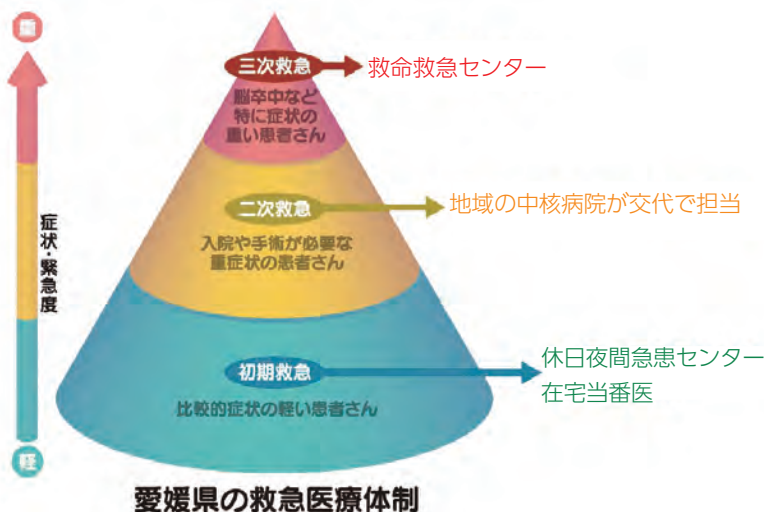 重
三次救急
救命救急センター
脳卒中など
特に症状の
重い患者さん
二次救急
地域の中核病院が交代で担当
入院や手術が必要な
重症状の患者さん
症状・緊急度
初期救急
休日夜間急患センター
在宅当番医
比較的症状の軽い患者さん
軽
愛媛県の救急医療体制